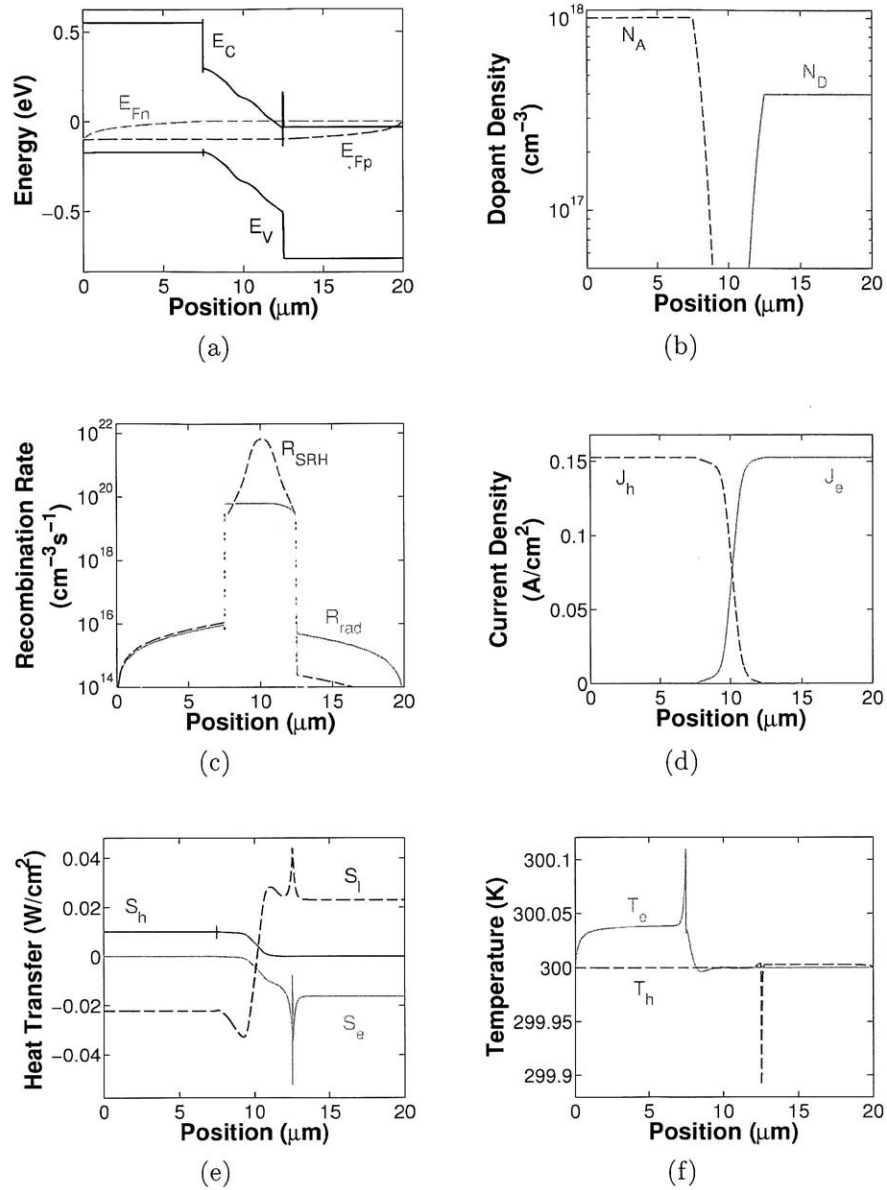 0.5
0
−0.5
Energy (eV)
E_C
E_Fn
E_Fp
E_V
0 5 10 15 20
Position (μm)
(a)
10^18
10^17
Dopant Density
(cm^−3)
N_A
N_D
0 5 10 15 20
Position (μm)
(b)
10^22
10^20
10^18
10^16
10^14
Recombination Rate
(cm^−3s^−1)
R_SRH
R_rad
0 5 10 15 20
Position (μm)
(c)
0.15
0.1
0.05
0
Current Density
(A/cm^2)
J_h
J_e
0 5 10 15 20
Position (μm)
(d)
0.04
0.02
0
−0.02
−0.04
Heat Transfer (W/cm^2)
S_h
S_l
S_e
0 5 10 15 20
Position (μm)
(e)
300.1
300.05
300
299.95
299.9
Temperature (K)
T_e
T_h
0 5 10 15 20
Position (μm)
(f)